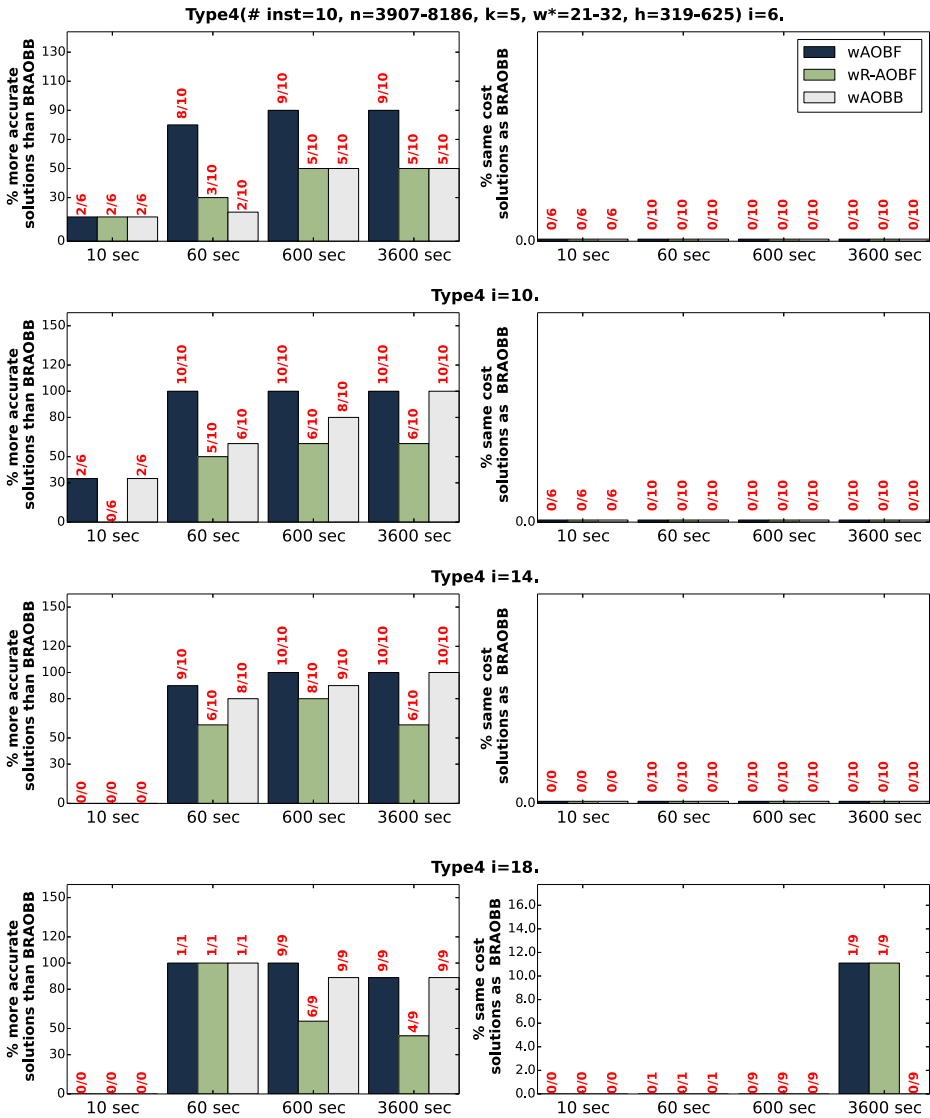 Type4(# inst=10, n=3907-8186, k=5, w*=21-32, h=319-625) i=6.
% more accurate
solutions than BRAOBB
130
90
50
30
0
2/6 2/6 2/6
8/10 3/10 2/10
9/10 5/10 5/10
9/10 5/10 5/10
10 sec 60 sec 600 sec 3600 sec
% same cost
solutions as BRAOBB
wAOBF
wR-AOBF
wAOBB
0.0
0/6 0/6 0/6
0/10 0/10 0/10
0/10 0/10 0/10
0/10 0/10 0/10
10 sec 60 sec 600 sec 3600 sec
Type4 i=10.
% more accurate
solutions than BRAOBB
150
100
80
50
30
0
2/6 0/6 2/6
10/10 5/10 6/10
10/10 6/10 8/10
10/10 6/10 10/10
10 sec 60 sec 600 sec 3600 sec
% same cost
solutions as BRAOBB
0.0
0/6 0/6 0/6
0/10 0/10 0/10
0/10 0/10 0/10
0/10 0/10 0/10
10 sec 60 sec 600 sec 3600 sec
Type4 i=14.
% more accurate
solutions than BRAOBB
150
100
80
50
30
0
0/0 0/0 0/0
9/10 6/10 8/10
10/10 8/10 9/10
10/10 6/10 10/10
10 sec 60 sec 600 sec 3600 sec
% same cost
solutions as BRAOBB
0.0
0/0 0/0 0/0
0/10 0/10 0/10
0/10 0/10 0/10
0/10 0/10 0/10
10 sec 60 sec 600 sec 3600 sec
Type4 i=18.
% more accurate
solutions than BRAOBB
150
100
80
50
30
0
0/0 0/0 0/0
1/1 1/1 1/1
9/9 6/9 9/9
9/9 4/9 9/9
10 sec 60 sec 600 sec 3600 sec
% same cost
solutions as BRAOBB
16.0
14.0
12.0
10.0
8.0
6.0
4.0
2.0
0.0
0/0 0/0 0/0
0/1 0/1 0/1
0/9 0/9 0/9
1/9 1/9 0/9
10 sec 60 sec 600 sec 3600 sec